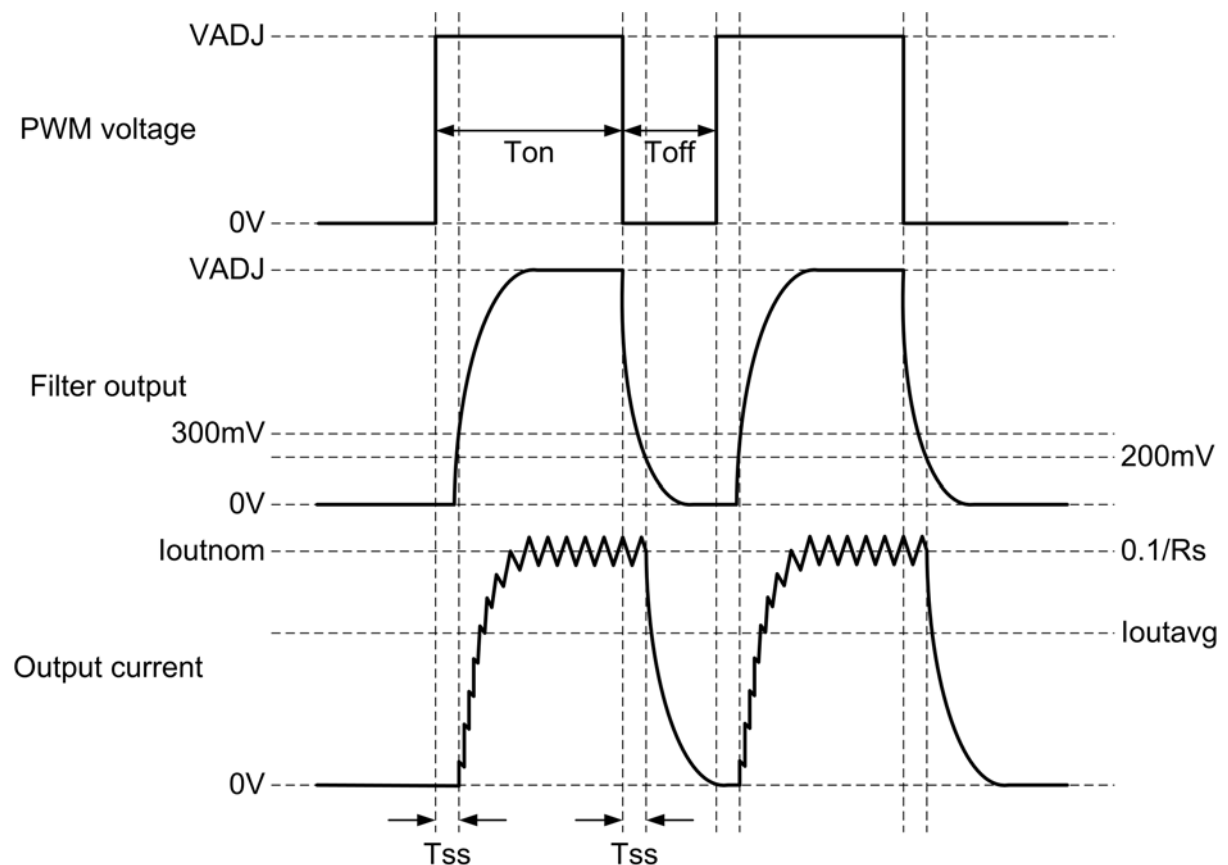 VADJ
PWM voltage
Ton
Toff
0V
VADJ
Filter output
300mV
200mV
0V
Ioutnom
0.1/Rs
Ioutavg
Output current
0V
Tss
Tss